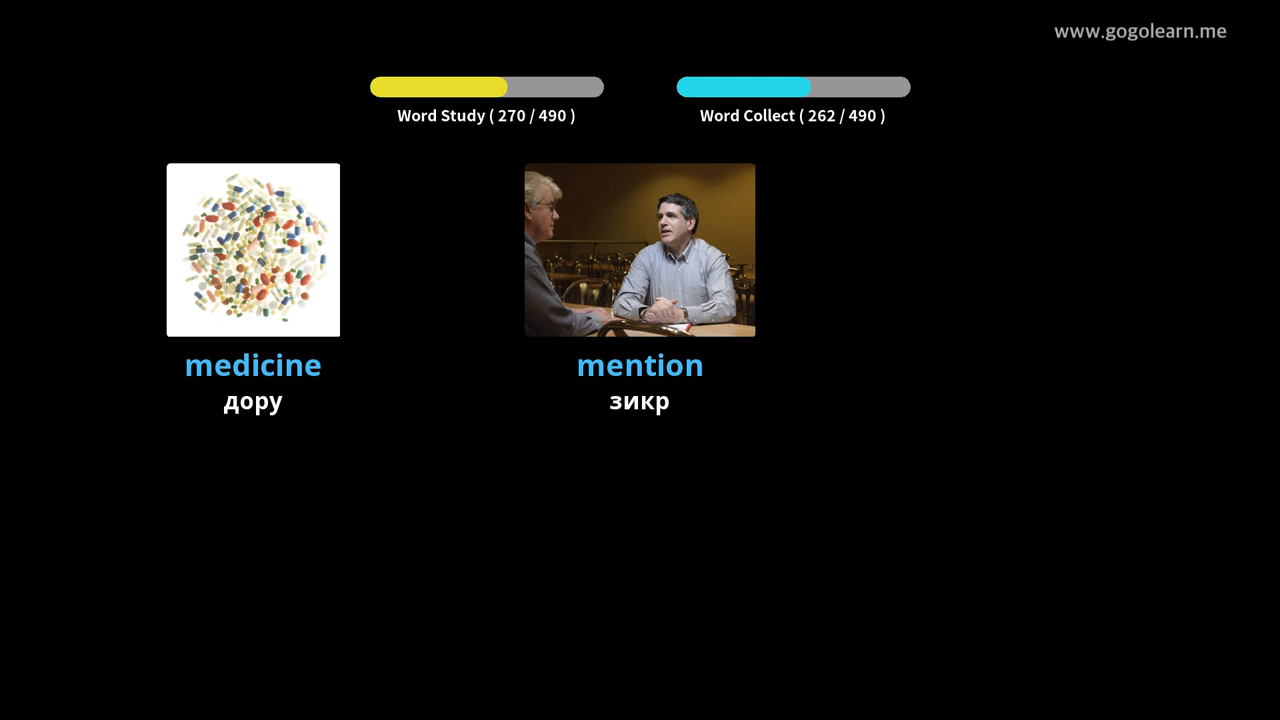 www.gogolearn.me
Word Study ( 270 / 490 )
Word Collect ( 262 / 490 )
medicine
дору
mention
зикр